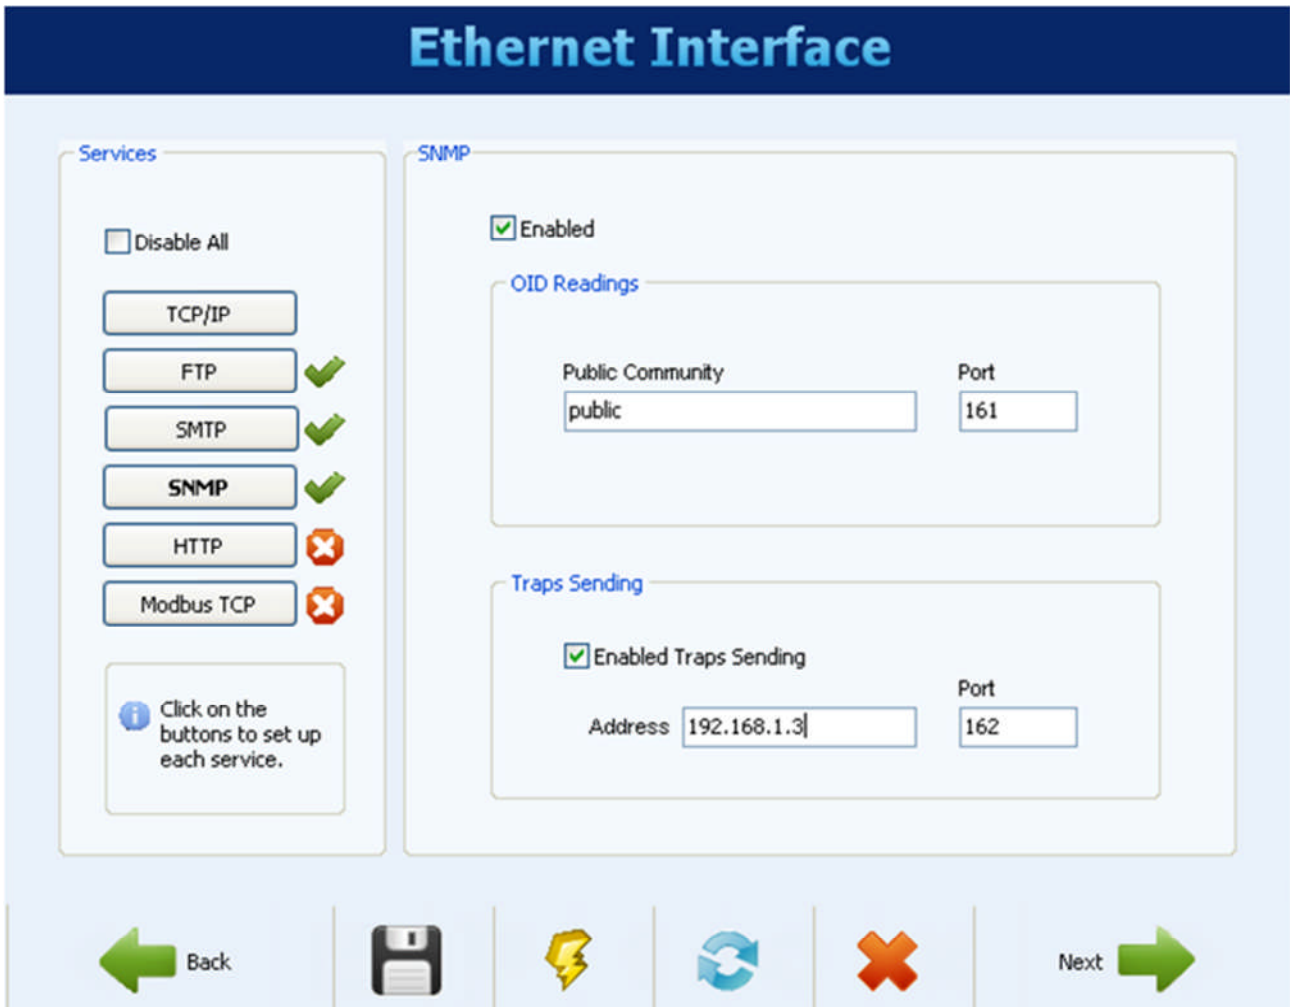 Ethernet Interface
Services
Disable All
TCP/IP
FTP
SMTP
SNMP
HTTP
Modbus TCP
Click on the
buttons to set up
each service.
SNMP
Enabled
OID Readings
Public Community Port
public 161
Traps Sending
Enabled Traps Sending
Port
Address 192.168.1.3 162
Back
Next